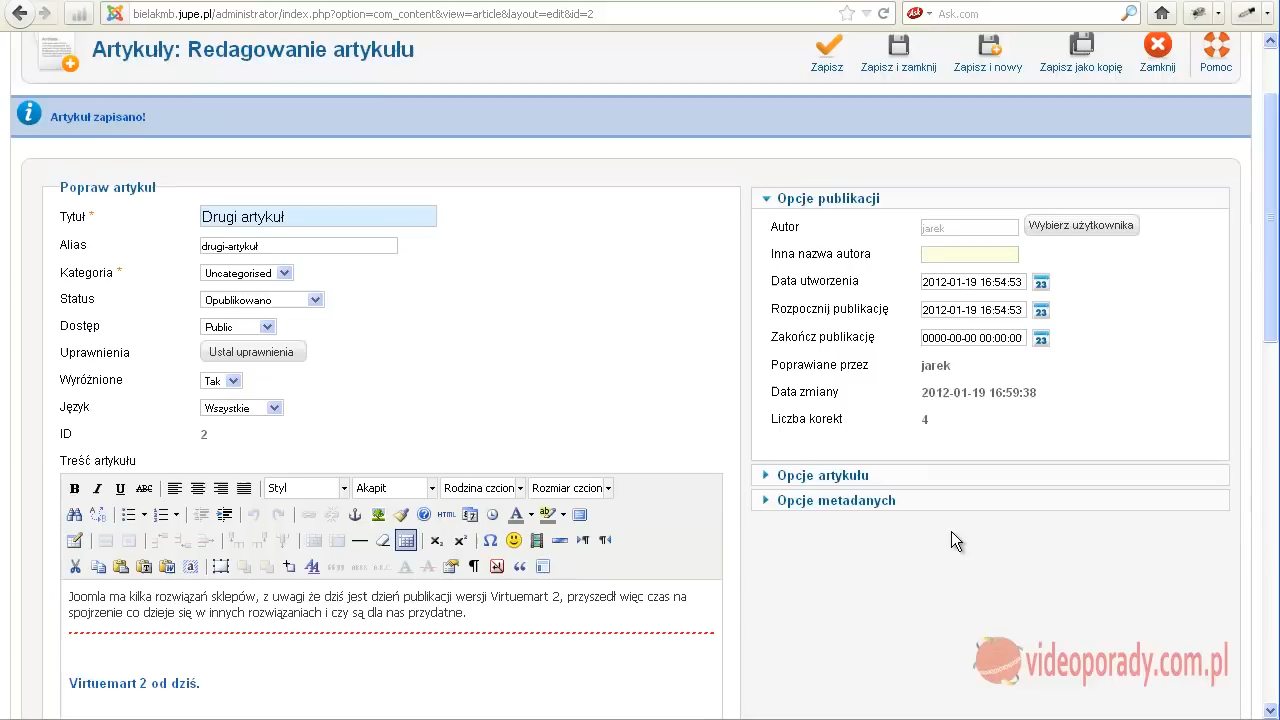 bielakmb.jupe.pl/administrator/index.php?option=com_content&view=article&layout=edit&id=2
Ask.com
Artykuły: Redagowanie artykułu
Zapisz
Zapisz i zamknij
Zapisz i nowy
Zapisz jako kopię
Zamknij
Pomoc
Artykuł zapisano!
Popraw artykuł
Tytuł *
Drugi artykuł
Alias
drugi-artykuł
Kategoria *
Uncategorised
Status
Opublikowano
Dostęp
Public
Uprawnienia
Ustal uprawnienia
Wyróżnione
Tak
Język
Wszystkie
ID
2
Treść artykułu
B I U ABC
Styl
Akapit
Rodzina czcion
Rozmiar czcion
HTML
Joomla ma kilka rozwiązań sklepów, z uwagi że dziś jest dzień publikacji wersji Virtuemart 2, przyszedł więc czas na
spojrzenie co dzieje się w innych rozwiązaniach i czy są dla nas przydatne.
Virtuemart 2 od dziś.
Opcje publikacji
Autor
jarek
Wybierz użytkownika
Inna nazwa autora
Data utworzenia
2012-01-19 16:54:53
23
Rozpocznij publikację
2012-01-19 16:54:53
23
Zakończ publikację
0000-00-00 00:00:00
23
Poprawiane przez
jarek
Data zmiany
2012-01-19 16:59:38
Liczba korekt
4
Opcje artykułu
Opcje metadanych
videoporady.com.pl